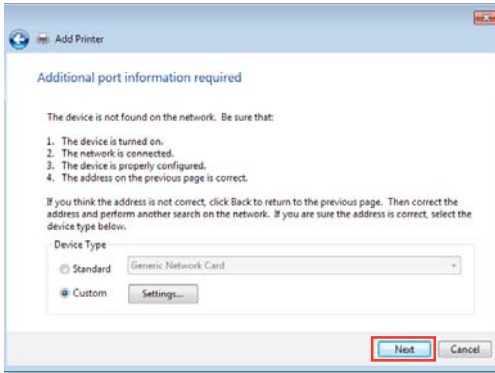 Add Printer
Additional port information required
The device is not found on the network. Be sure that:
1. The device is turned on.
2. The network is connected.
3. The device is properly configured.
4. The address on the previous page is correct.
If you think the address is not correct, click Back to return to the previous page. Then correct the
address and perform another search on the network. If you are sure the address is correct, select the
device type below.
Device Type
Standard Generic Network Card
Custom Settings...
Next Cancel